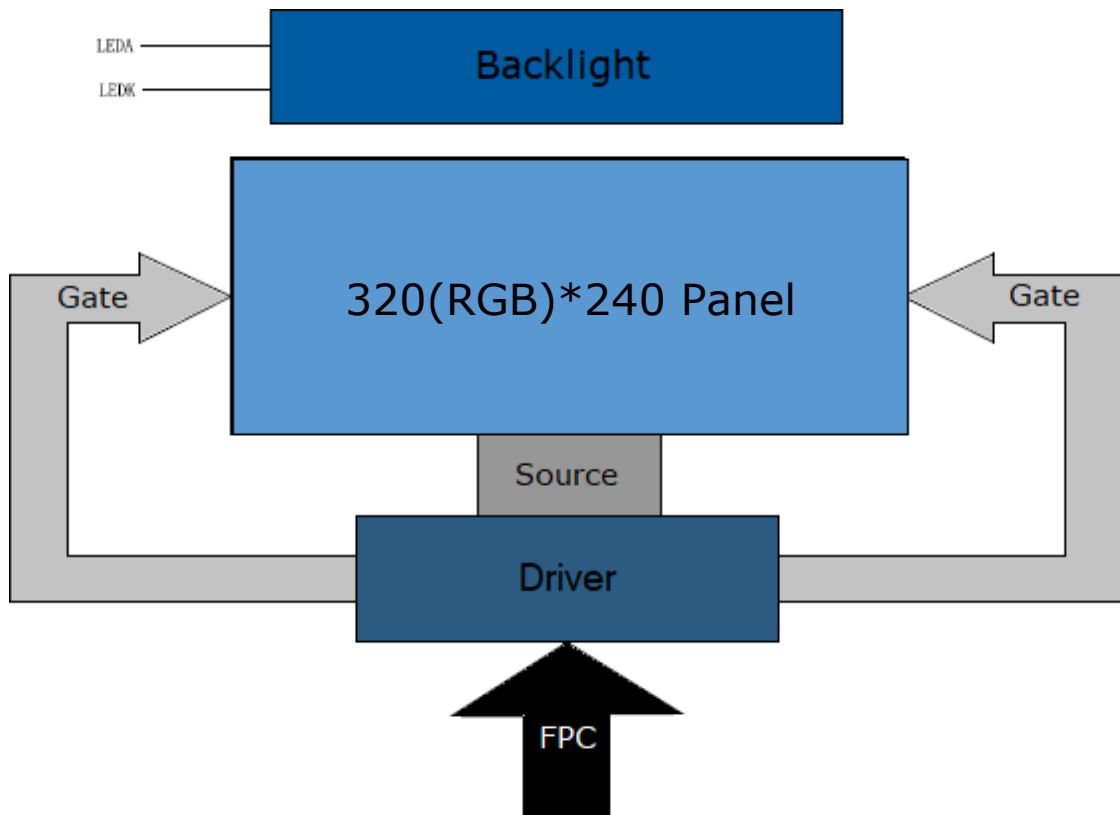 LEDA
LEDK
Backlight
320(RGB)*240 Panel
Gate
Gate
Source
Driver
FPC